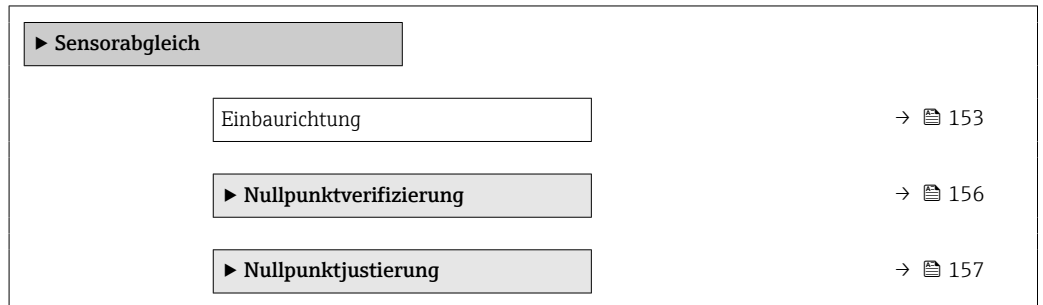 ▶ Sensorabgleich
Einbaurichtung → 153
▶ Nullpunktverifizierung → 156
▶ Nullpunktjustierung → 157